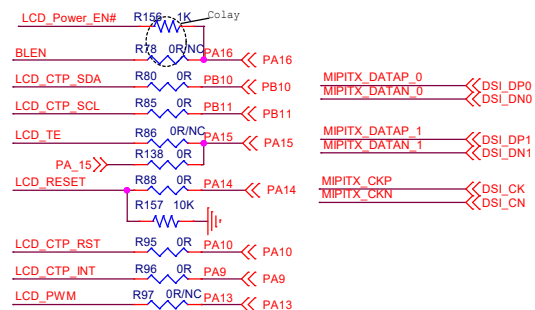 LCD_Power_EN# R156 1K Colay
BLEN R78 0R/NC PA16 PA16
LCD_CTP_SDA R80 0R PB10 PB10
LCD_CTP_SCL R85 0R PB11 PB11
LCD_TE R86 0R/NC PA15 PA15
PA_15 R138 0R
LCD_RESET R88 0R PA14 PA14
R157 10K
LCD_CTP_RST R95 0R PA10 PA10
LCD_CTP_INT R96 0R PA9 PA9
LCD_PWM R97 0R/NC PA13 PA13
MIPITX_DATAP_0 DSI_DP0
MIPITX_DATAN_0 DSI_DN0
MIPITX_DATAP_1 DSI_DP1
MIPITX_DATAN_1 DSI_DN1
MIPITX_CKP DSI_CK
MIPITX_CKN DSI_CN